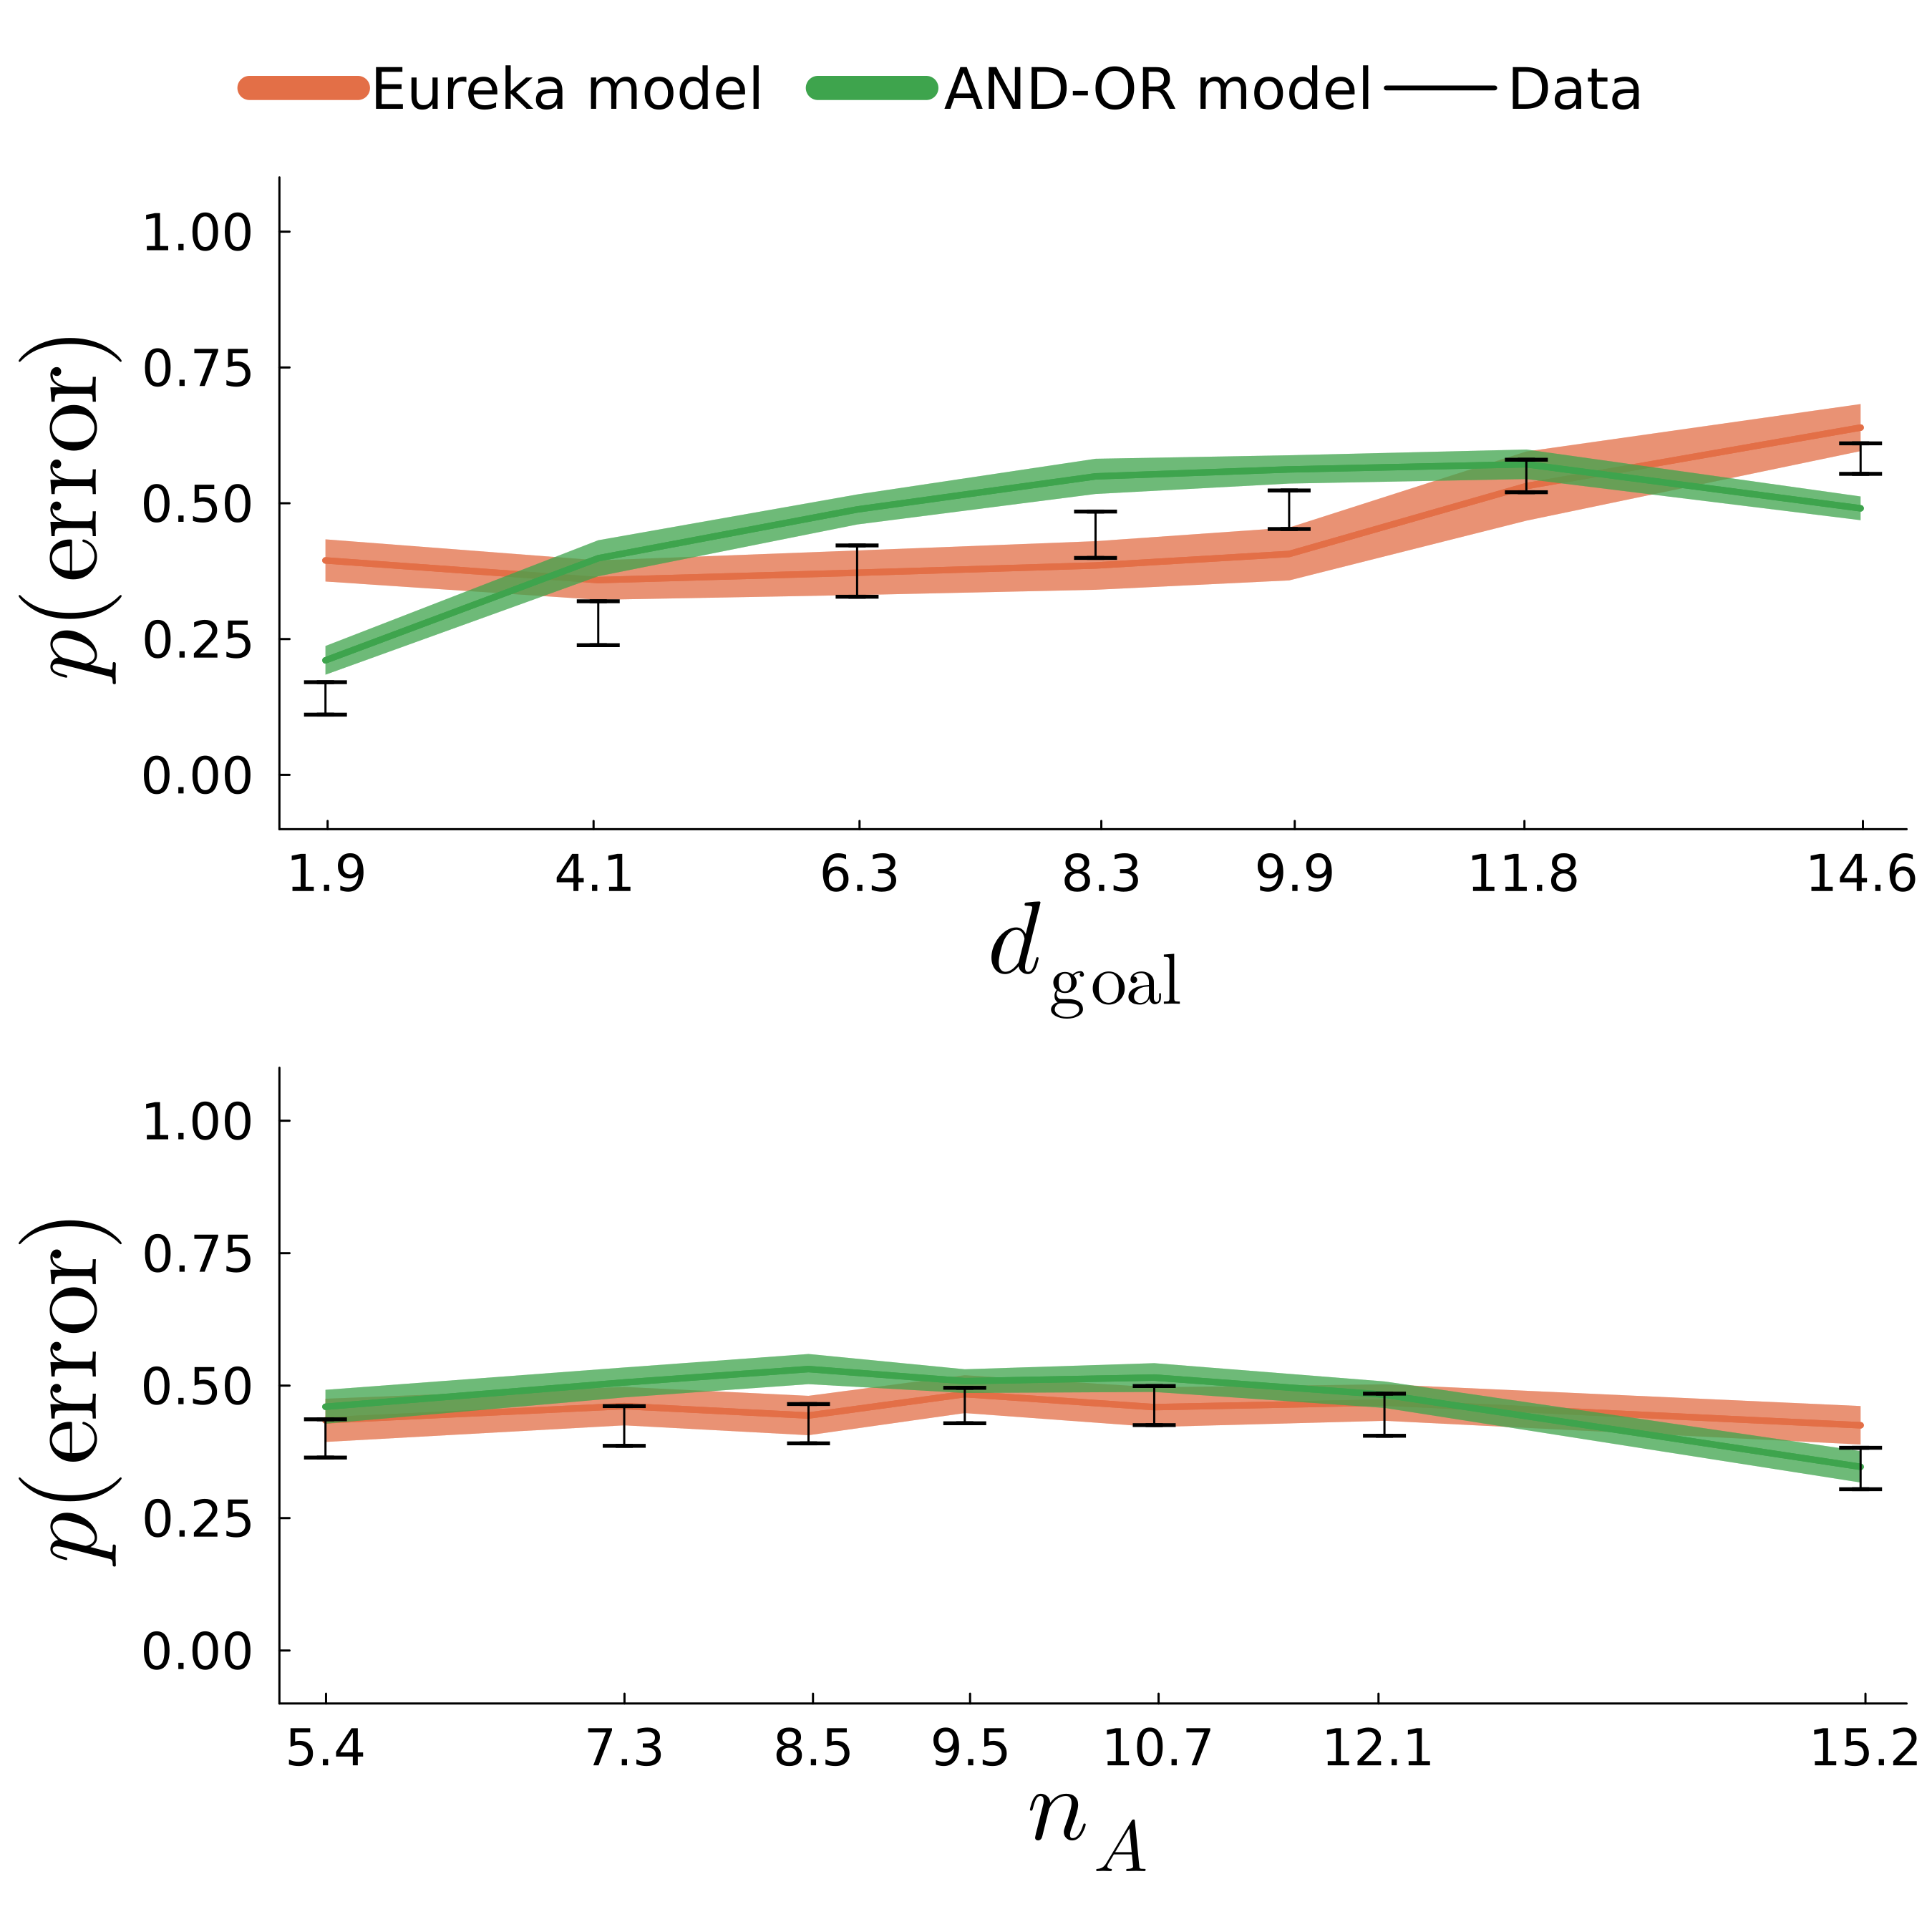 Eureka model AND-OR model Data
1.00
0.75
0.50
0.25
0.00
p(error)
1.9 4.1 6.3 8.3 9.9 11.8 14.6
d_goal
1.00
0.75
0.50
0.25
0.00
p(error)
5.4 7.3 8.5 9.5 10.7 12.1 15.2
n_A